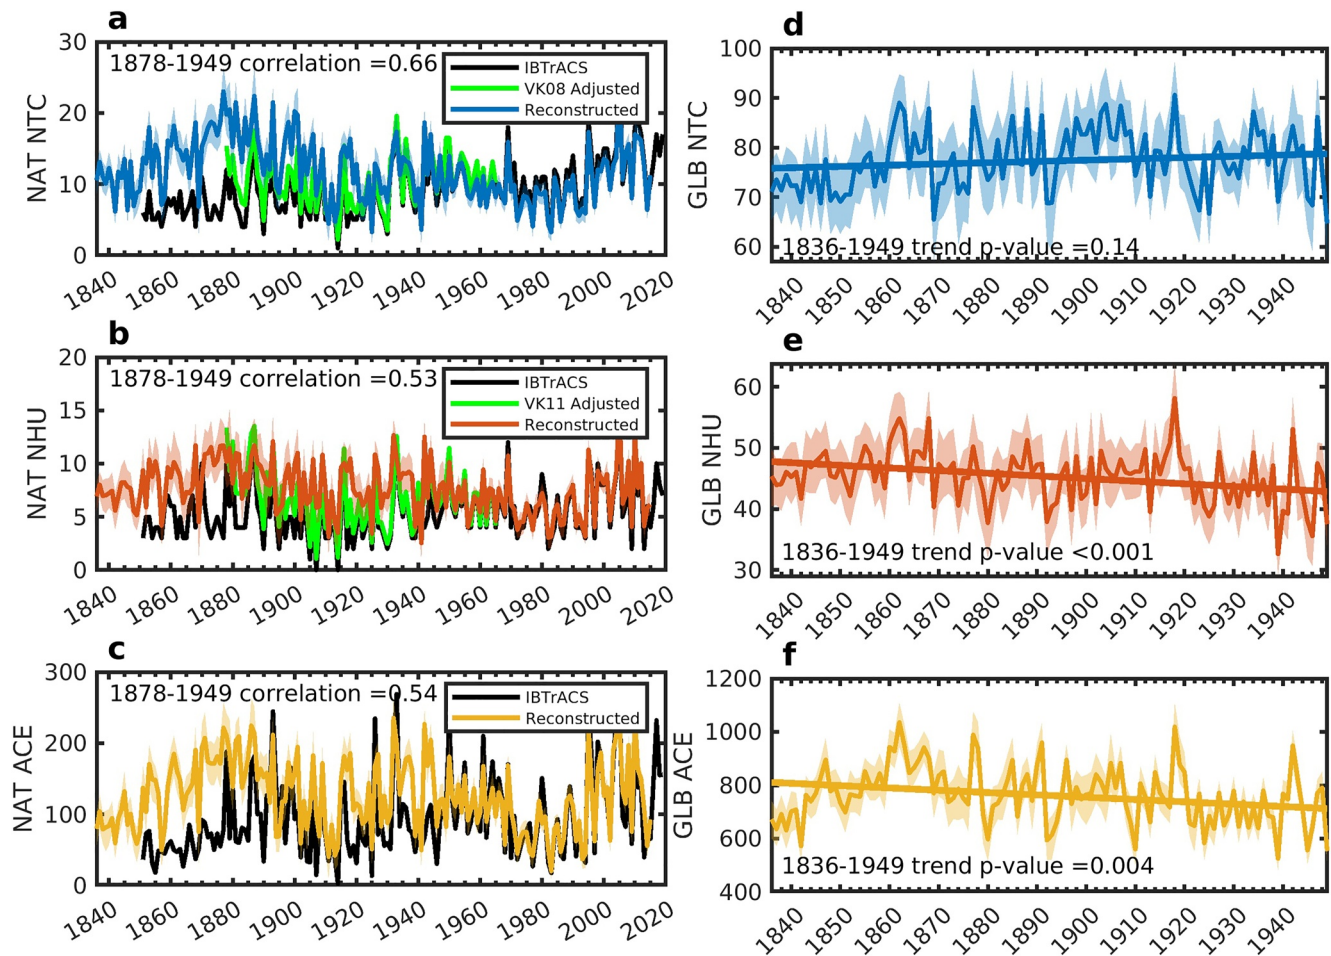 a
1878-1949 correlation =0.66
IBTrACS
VK08 Adjusted
Reconstructed
NAT NTC
30
20
10
0
1840 1860 1880 1900 1920 1940 1960 1980 2000 2020
b
1878-1949 correlation =0.53
IBTrACS
VK11 Adjusted
Reconstructed
NAT NHU
20
15
10
5
0
1840 1860 1880 1900 1920 1940 1960 1980 2000 2020
c
1878-1949 correlation =0.54
IBTrACS
Reconstructed
NAT ACE
300
200
100
0
1840 1860 1880 1900 1920 1940 1960 1980 2000 2020
d
GLB NTC
100
90
80
70
60
1836-1949 trend p-value =0.14
1840 1850 1860 1870 1880 1890 1900 1910 1920 1930 1940
e
GLB NHU
60
50
40
30
1836-1949 trend p-value <0.001
1840 1850 1860 1870 1880 1890 1900 1910 1920 1930 1940
f
GLB ACE
1200
1000
800
600
400
1836-1949 trend p-value =0.004
1840 1850 1860 1870 1880 1890 1900 1910 1920 1930 1940